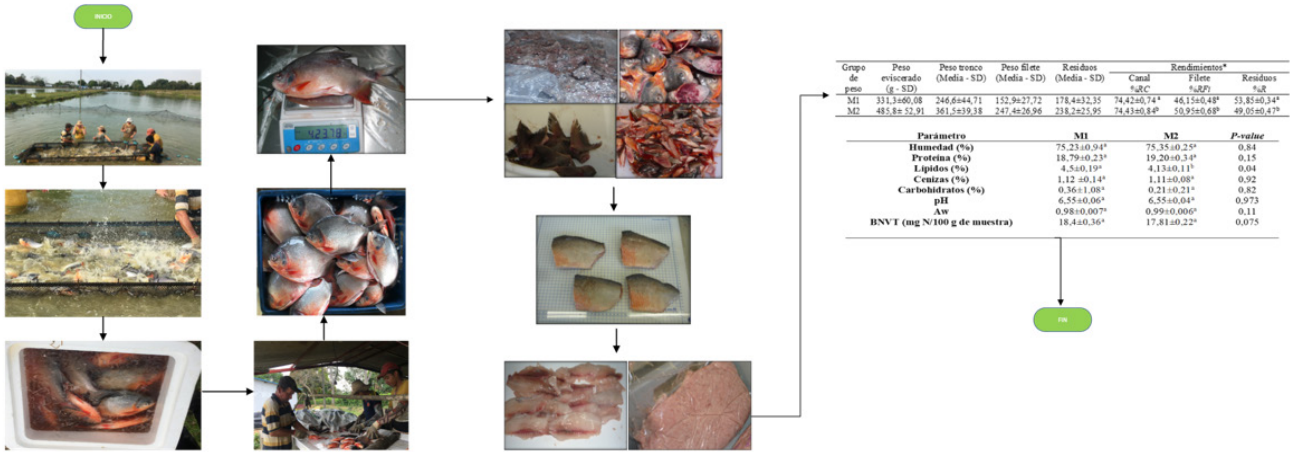 INICIO
423.79
Grupo de peso Peso eviscerado (g - SD) Peso tronco (Media - SD) Peso filete (Media - SD) Residuos (Media - SD) Rendimientos*
Canal %RC Filete %RFt Residuos %R
M1 331,3±60,08 246,6±44,71 152,9±27,72 178,4±32,35 74,42±0,74ª 46,15±0,48ª 53,85±0,34ª
M2 485,8± 52,91 361,5±39,38 247,4±26,96 238,2±25,95 74,43±0,84ᵇ 50,95±0,68ᵇ 49,05±0,47ᵇ
Parámetro M1 M2 P-value
Humedad (%) 75,23±0,94ª 75,35±0,25ª 0,84
Proteína (%) 18,79±0,23ª 19,20±0,34ª 0,15
Lípidos (%) 4,5±0,19ª 4,13±0,11ᵇ 0,04
Cenizas (%) 1,12 ±0,14ª 1,11±0,08ª 0,92
Carbohidratos (%) 0,36±1,08ª 0,21±0,21ª 0,82
pH 6,55±0,06ª 6,55±0,04ª 0,973
Aw 0,98±0,007ª 0,99±0,006ª 0,11
BNVT (mg N/100 g de muestra) 18,4±0,36ª 17,81±0,22ª 0,075
FIN